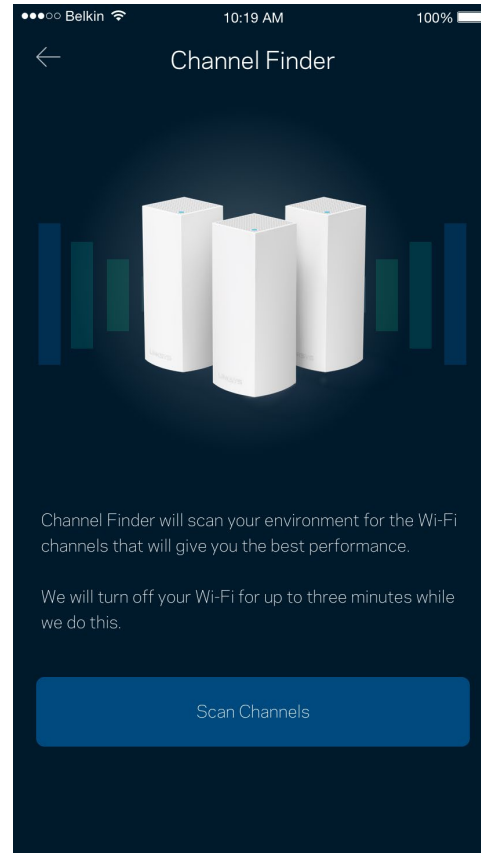 Belkin 10:19 AM 100%
Channel Finder
Channel Finder will scan your environment for the Wi-Fi
channels that will give you the best performance.
We will turn off your Wi-Fi for up to three minutes while
we do this.
Scan Channels